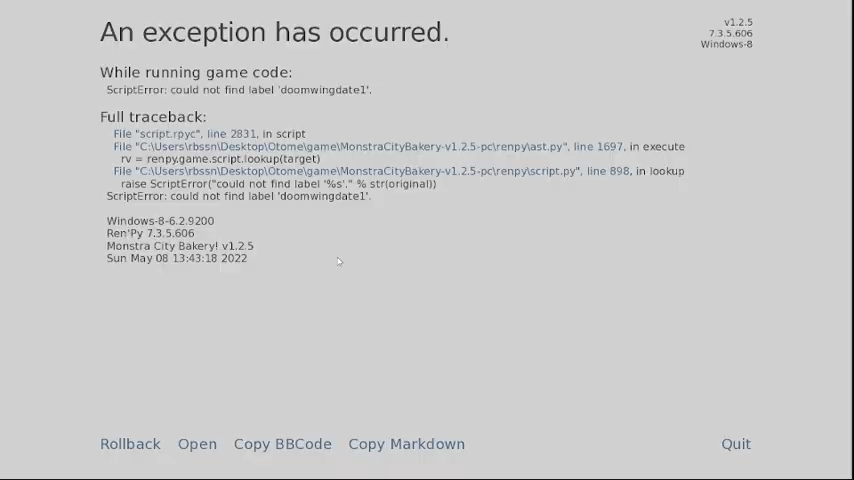 An exception has occurred.
v1.2.5
7.3.5.606
Windows-8
While running game code:
ScriptError: could not find label 'doomwingdate1'.
Full traceback:
File "script.rpyc", line 2831, in script
File "C:\Users\rbssn\Desktop\Otome\game\MonstraCityBakery-v1.2.5-pc\renpy\ast.py", line 1697, in execute
rv = renpy.game.script.lookup(target)
File "C:\Users\rbssn\Desktop\Otome\game\MonstraCityBakery-v1.2.5-pc\renpy\script.py", line 898, in lookup
raise ScriptError("could not find label '%s'." % str(original))
ScriptError: could not find label 'doomwingdate1'.
Windows-8-6.2.9200
Ren'Py 7.3.5.606
Monstra City Bakery! v1.2.5
Sun May 08 13:43:18 2022
Rollback Open Copy BBCode Copy Markdown Quit